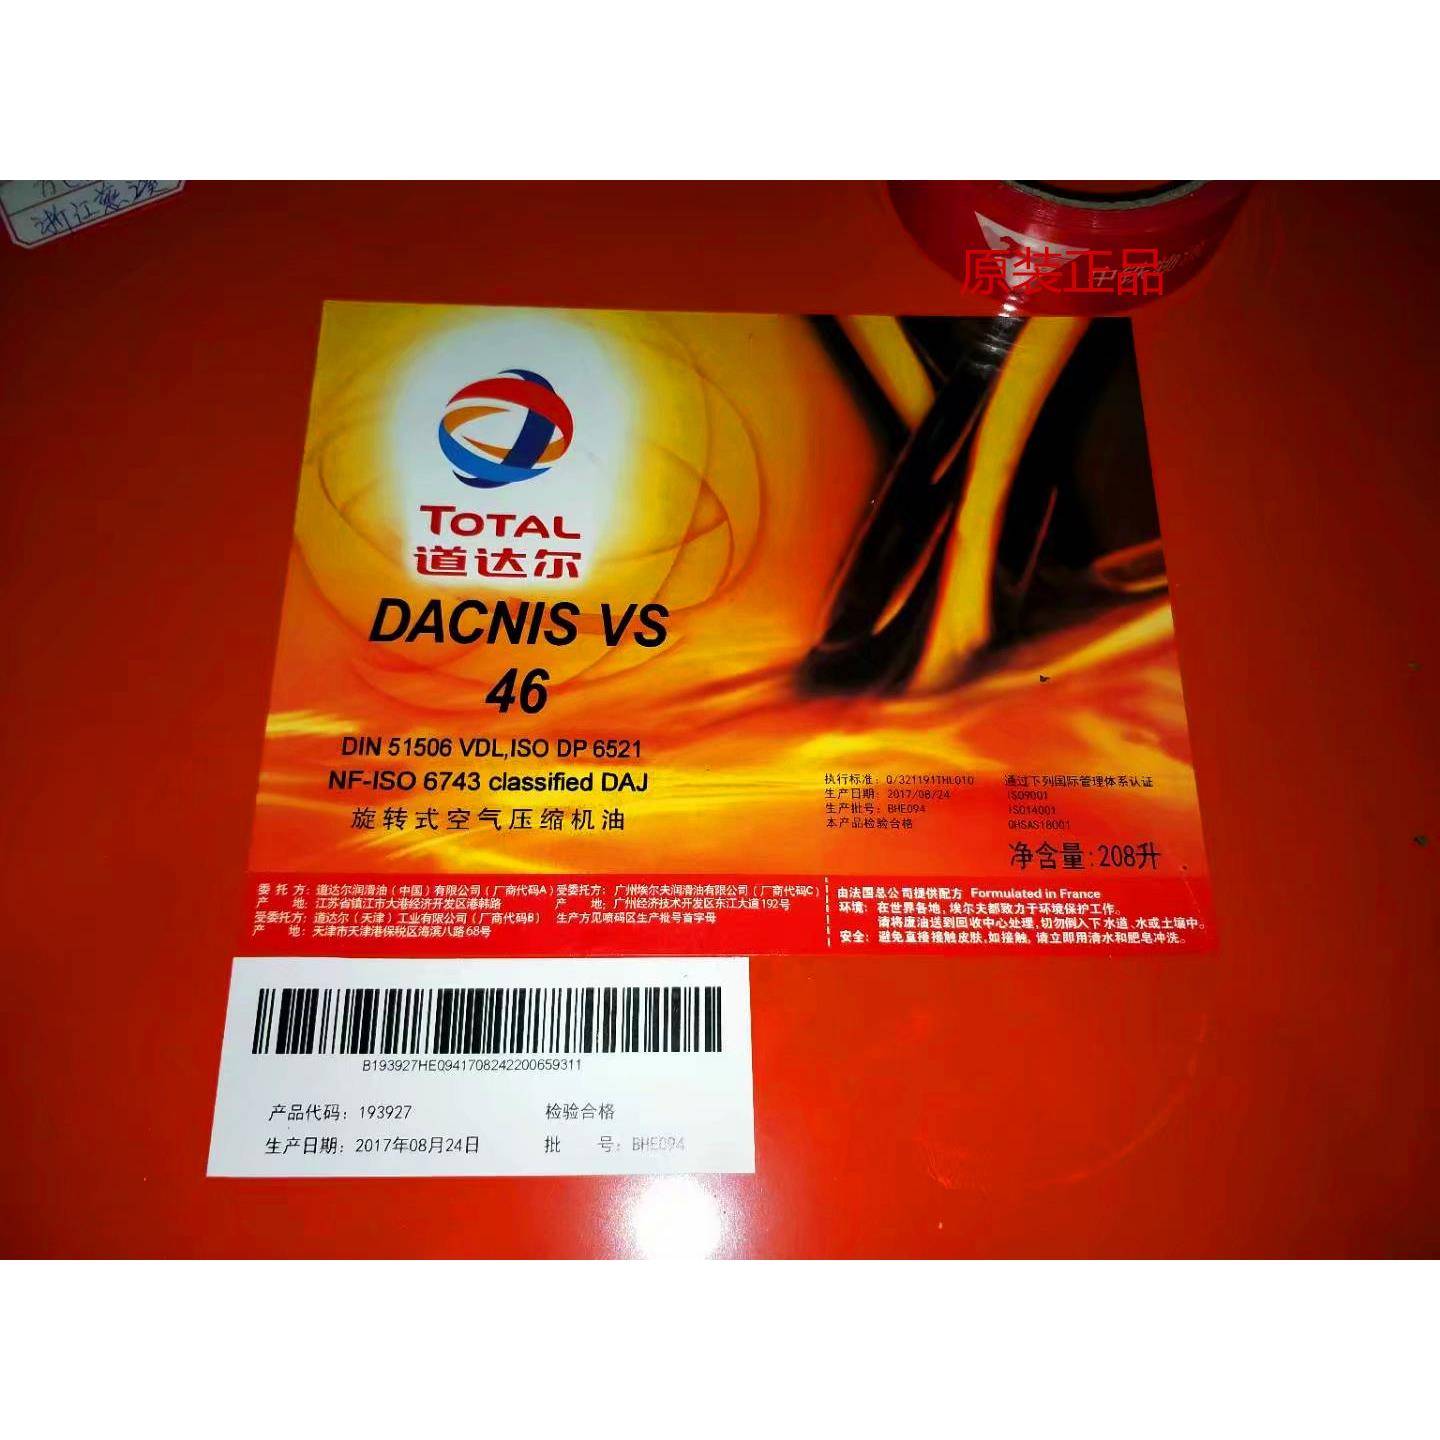 浙江慈溪
原装正品
TOTAL
道达尔
DACNIS VS
46
DIN 51506 VDL,ISO DP 6521
NF-ISO 6743 classified DAJ
旋转式空气压缩机油
执行标准: Q/321191THL010
生产日期: 2017/08/24
生产批号: BHE094
本产品检验合格
通过下列国际管理体系认证
ISO9001
ISO14001
OHSAS18001
净含量:208升
委 托 方: 道达尔润滑油(中国)有限公司(厂商代码A)
产 地: 江苏省镇江市大港经济开发区港韩路
受委托方: 道达尔(天津)工业有限公司(厂商代码B)
产 地: 天津市天津港保税区海滨八路68号
受委托方: 广州埃尔夫润滑油有限公司(厂商代码C)
产 地: 广州经济技术开发区东江大道192号
生产方见喷码区生产批号首字母
由法国总公司提供配方 Formulated in France
环境: 在世界各地,埃尔夫都致力于环境保护工作。
请将废油送到回收中心处理,切勿倒入下水道、水或土壤中。
安全: 避免直接接触皮肤,如接触,请立即用清水和肥皂冲洗。
B193927HE0941708242200659311
产品代码: 193927
检验合格
生产日期: 2017年08月24日
批 号: BHE094